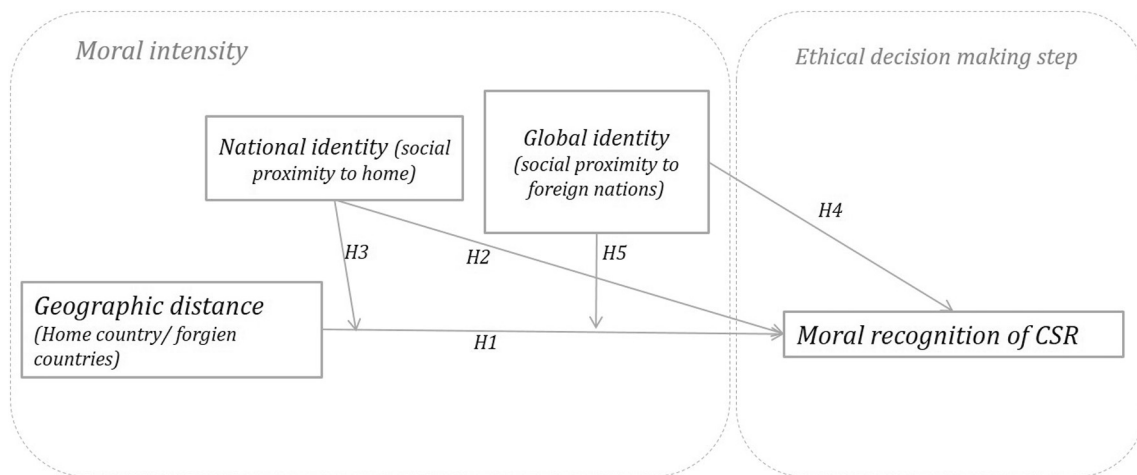 Moral intensity
Ethical decision making step
National identity (social
proximity to home)
Global identity
(social proximity to
foreign nations)
H4
H3
H2
H5
Geographic distance
(Home country/ forgien
countries)
H1
Moral recognition of CSR